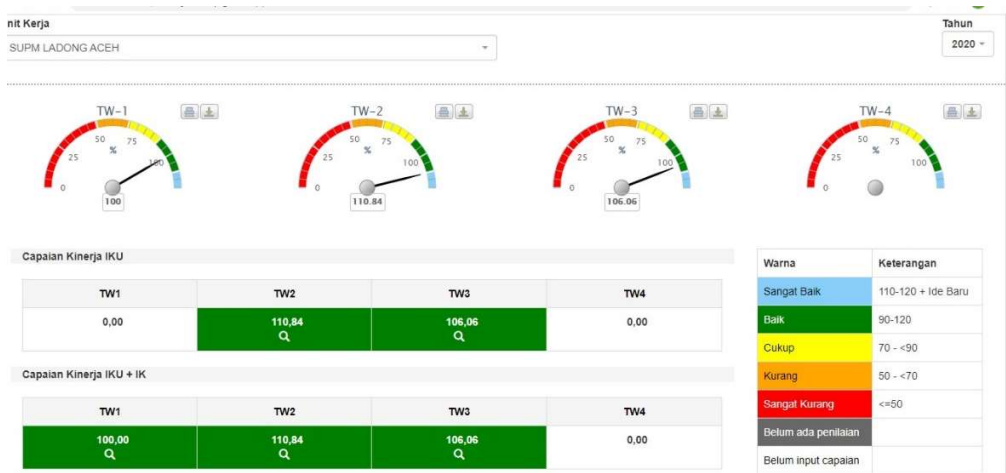 nit Kerja
Tahun
SUPM LADONG ACEH
2020
TW-1
0
25
50
75
100
%
100
TW-2
0
25
50
75
100
%
110.84
TW-3
0
25
50
75
100
%
106.06
TW-4
0
25
50
75
100
%
Capaian Kinerja IKU
TW1 TW2 TW3 TW4
0,00 110,84 106,06 0,00
Capaian Kinerja IKU + IK
TW1 TW2 TW3 TW4
100,00 110,84 106,06 0,00
Warna Keterangan
Sangat Baik 110-120 + Ide Baru
Baik 90-120
Cukup 70 - <90
Kurang 50 - <70
Sangat Kurang <=50
Belum ada penilaian
Belum input capaian